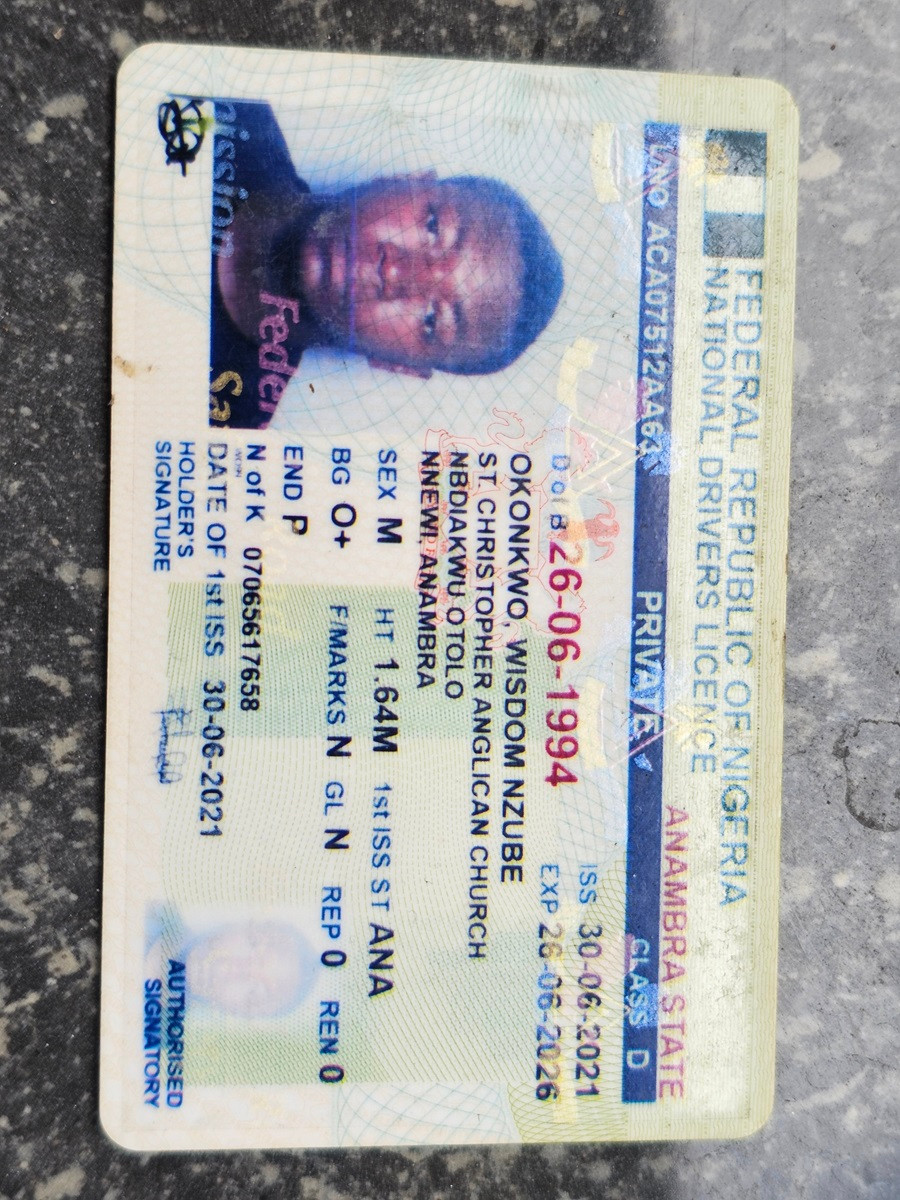 FEDERAL REPUBLIC OF NIGERIA
NATIONAL DRIVERS LICENCE
ANAMBRA STATE
L/NO ACA07512AA64 PRIVATE CLASS D
D of B 26-06-1994
ISS 30-06-2021
EXP 26-06-2026
OKONKWO, WISDOM NZUBE
ST. CHRISTOPHER ANGLICAN CHURCH
NBDIAKWU OTOLO
NNEWI, ANAMBRA
SEX M HT 1.64M 1st ISS ST ANA
BG O+ F/MARKS N GL N REP 0 REN 0
END P
N of K 07065617658
DATE OF 1st ISS 30-06-2021
HOLDER'S
SIGNATURE
AUTHORISED
SIGNATORY